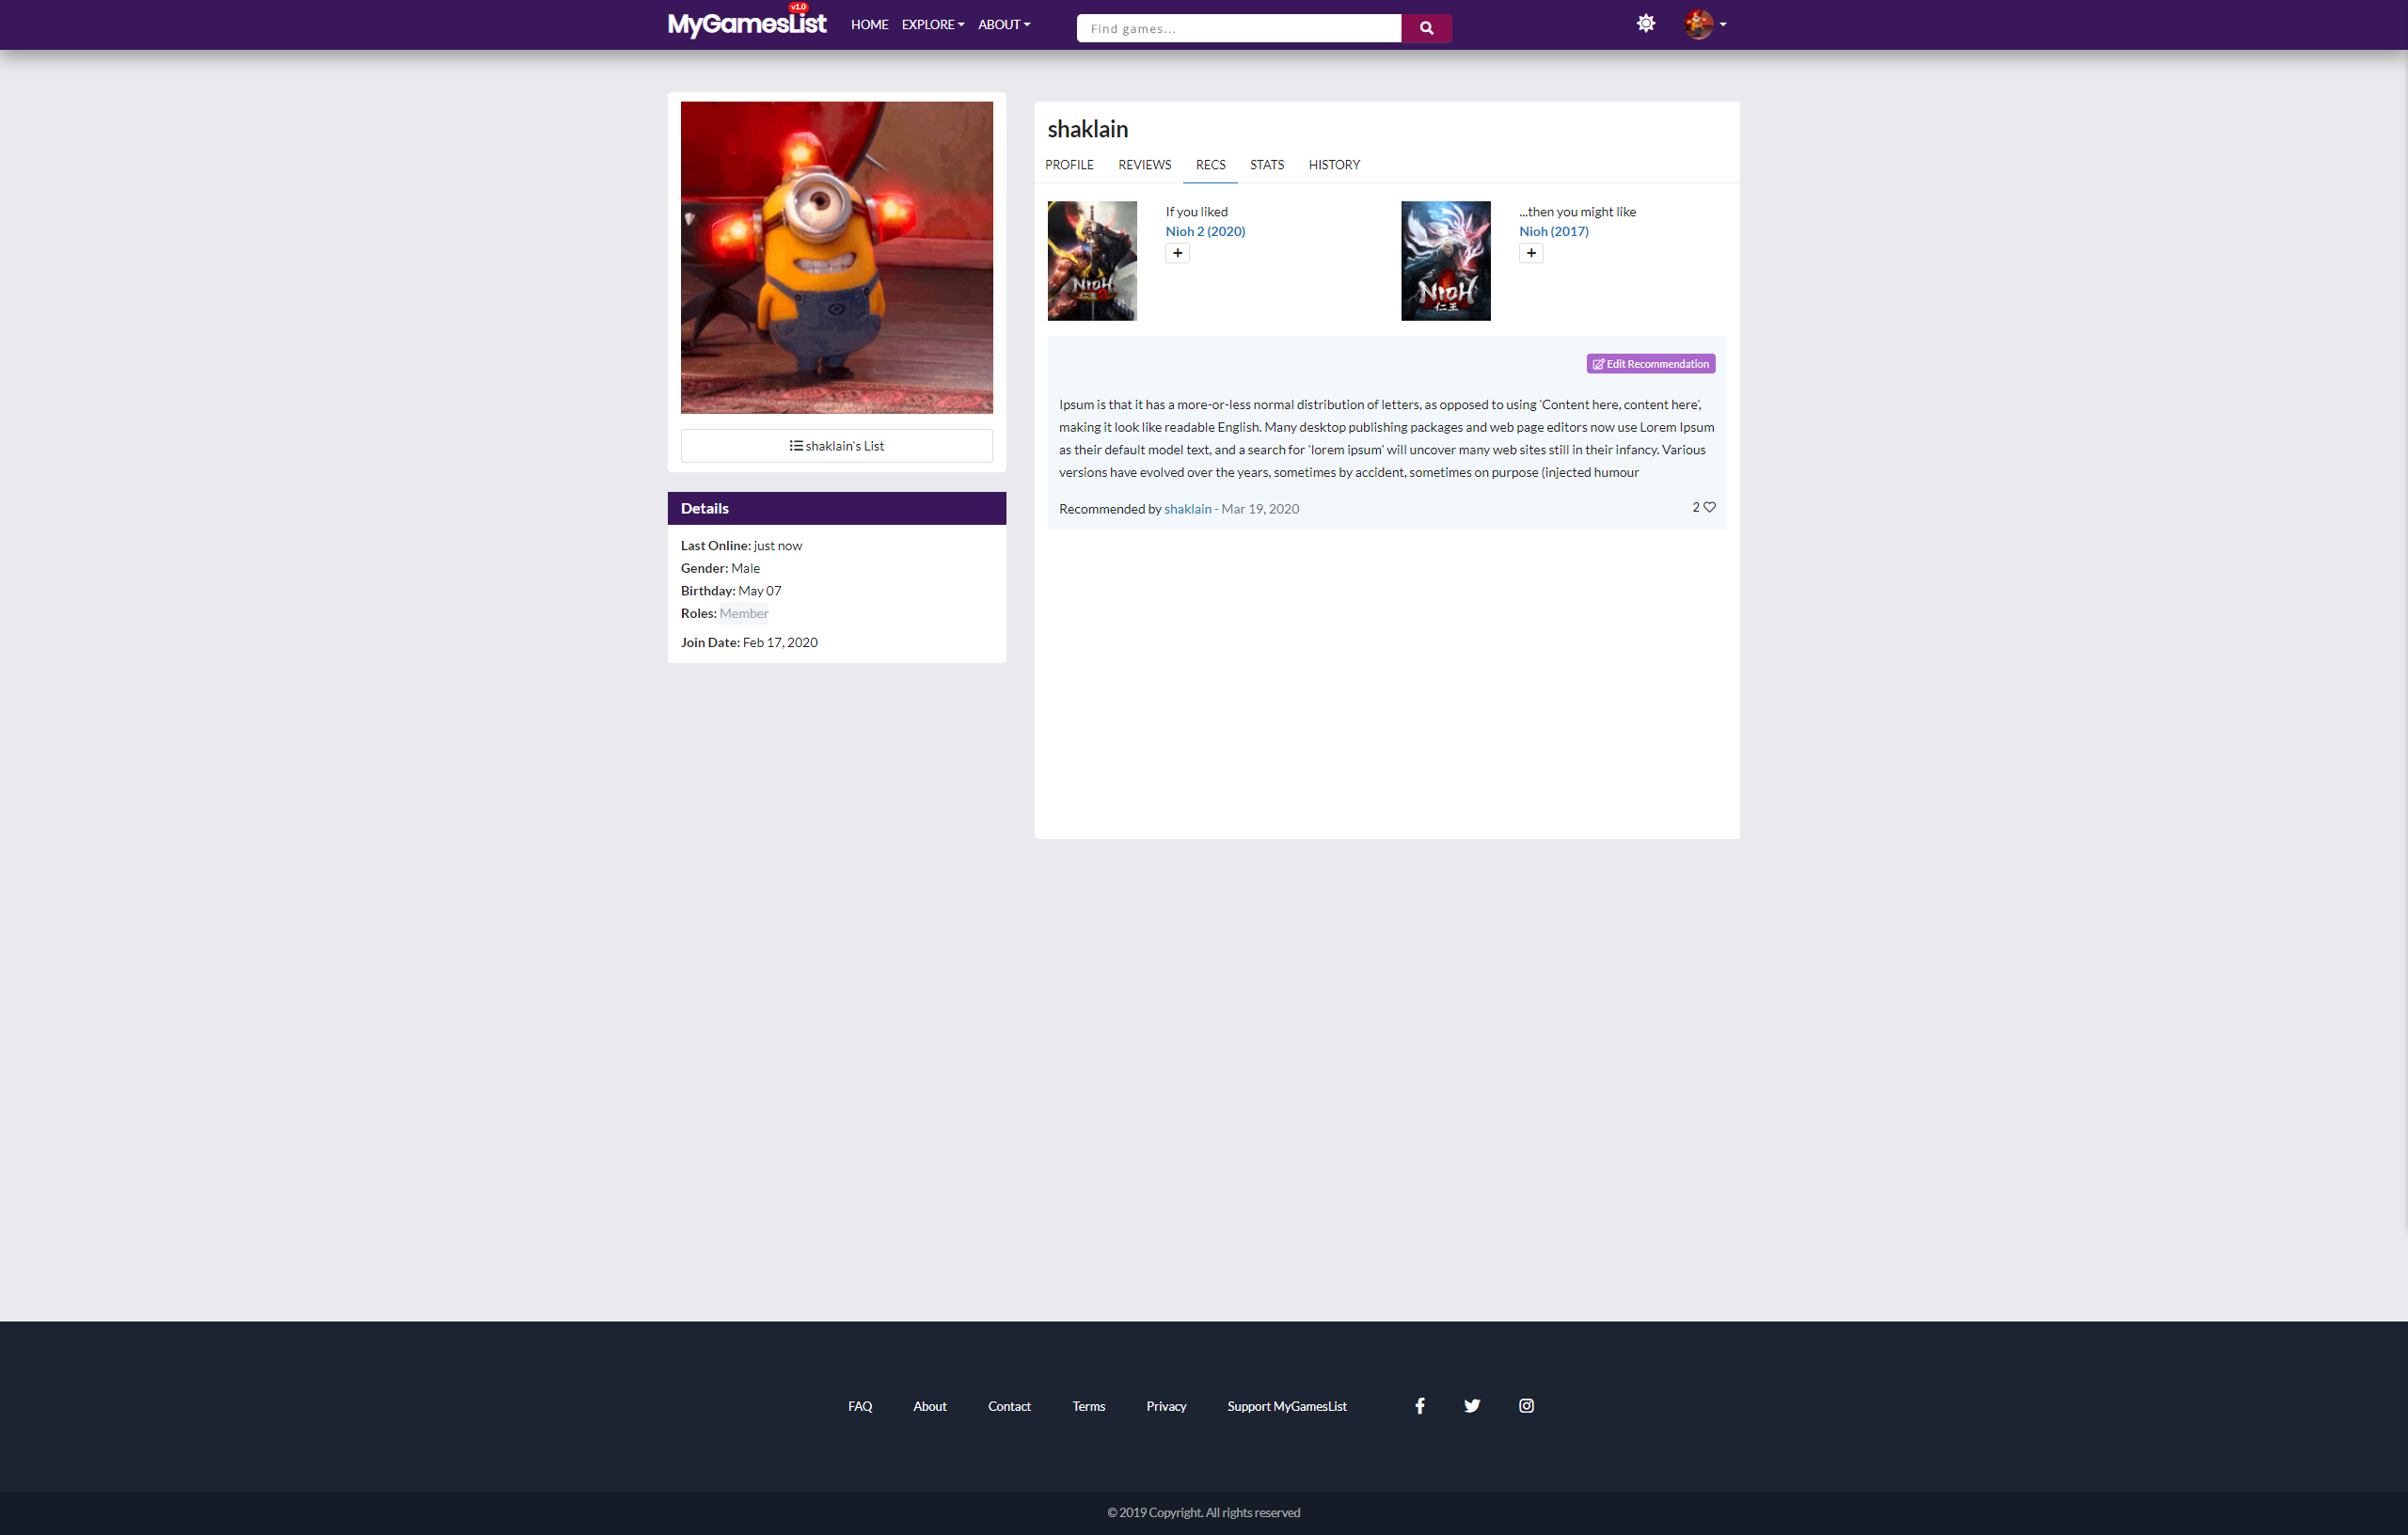 MyGamesList
v1.0
HOME
EXPLORE
ABOUT
Find games...
shaklain's List
Details
Last Online: just now
Gender: Male
Birthday: May 07
Roles: Member
Join Date: Feb 17, 2020
shaklain
PROFILE
REVIEWS
RECS
STATS
HISTORY
NIOH 2
仁王
If you liked
Nioh 2 (2020)
+
NIOH
仁王
...then you might like
Nioh (2017)
+
Edit Recommendation
Ipsum is that it has a more-or-less normal distribution of letters, as opposed to using 'Content here, content here',
making it look like readable English. Many desktop publishing packages and web page editors now use Lorem Ipsum
as their default model text, and a search for 'lorem ipsum' will uncover many web sites still in their infancy. Various
versions have evolved over the years, sometimes by accident, sometimes on purpose (injected humour
Recommended by shaklain - Mar 19, 2020
2
FAQ
About
Contact
Terms
Privacy
Support MyGamesList
© 2019 Copyright. All rights reserved